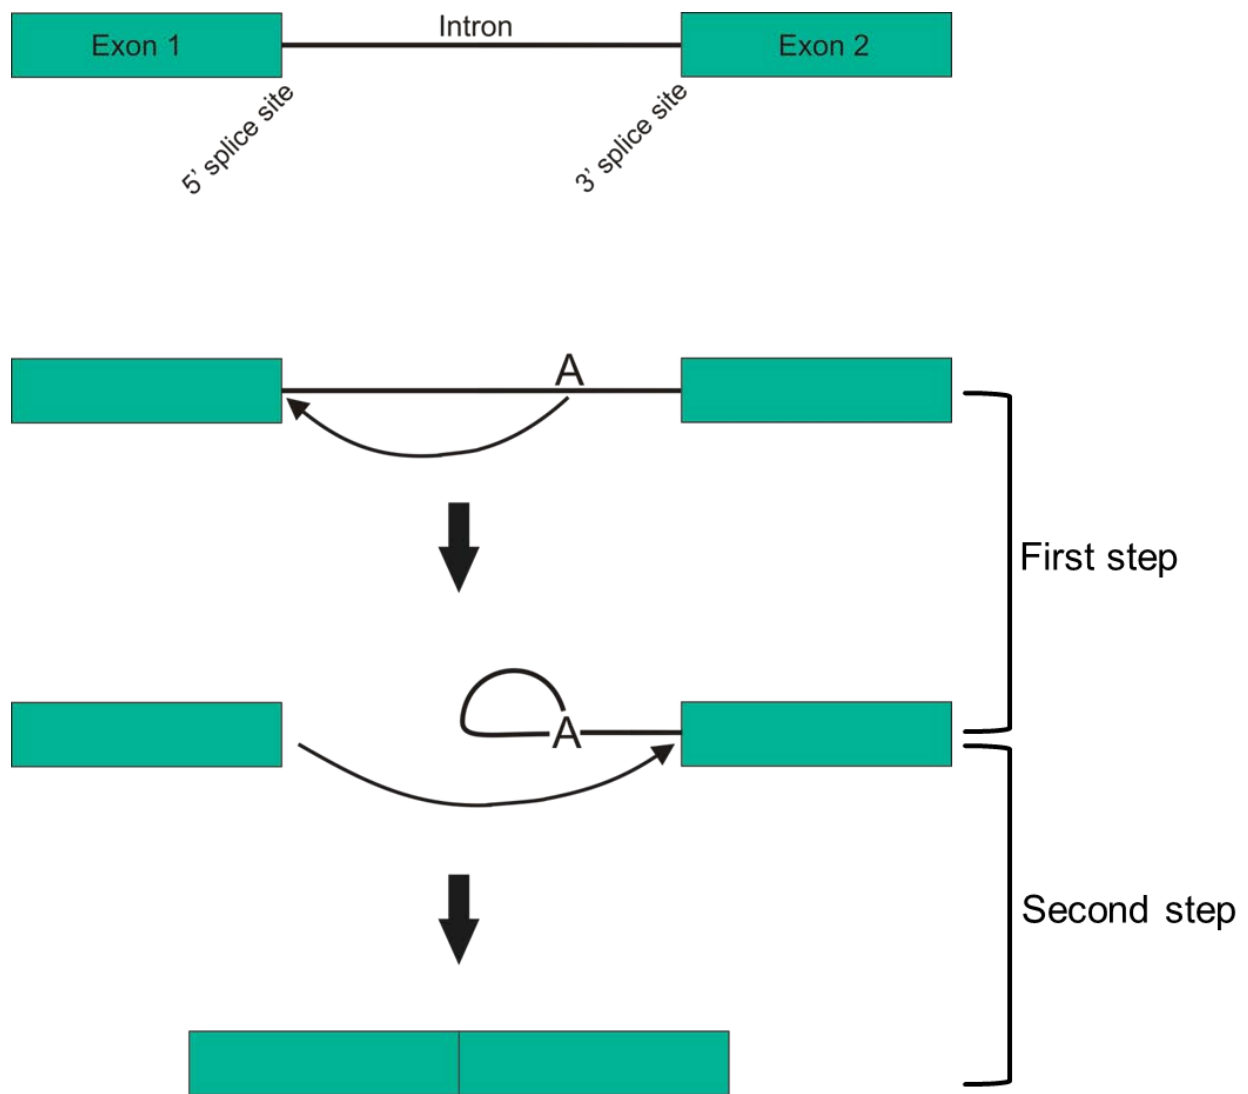 Intron
Exon 1
Exon 2
5' splice site
3' splice site
A
First step
A
Second step